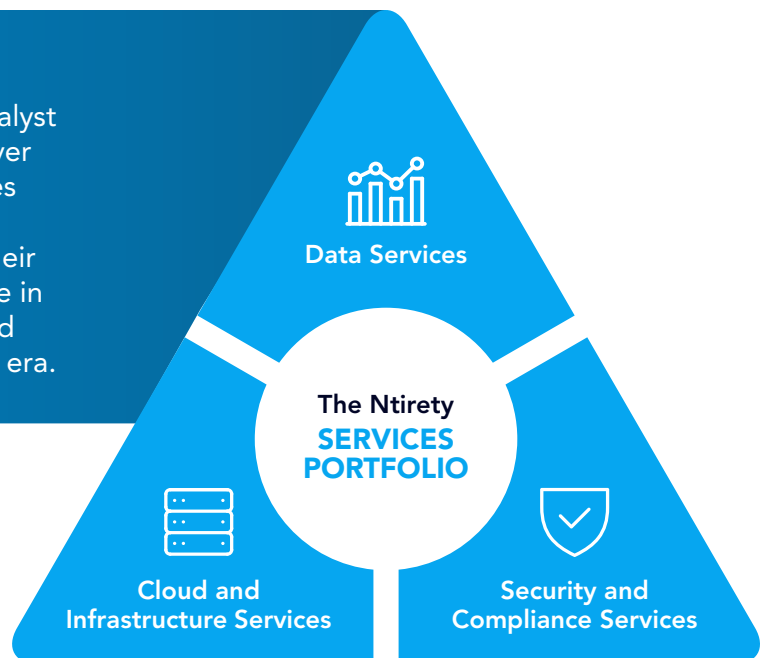 alyst
ver
es
eir
e in
d
era.
Data Services
The Ntirety
SERVICES
PORTFOLIO
Cloud and
Infrastructure Services
Security and
Compliance Services